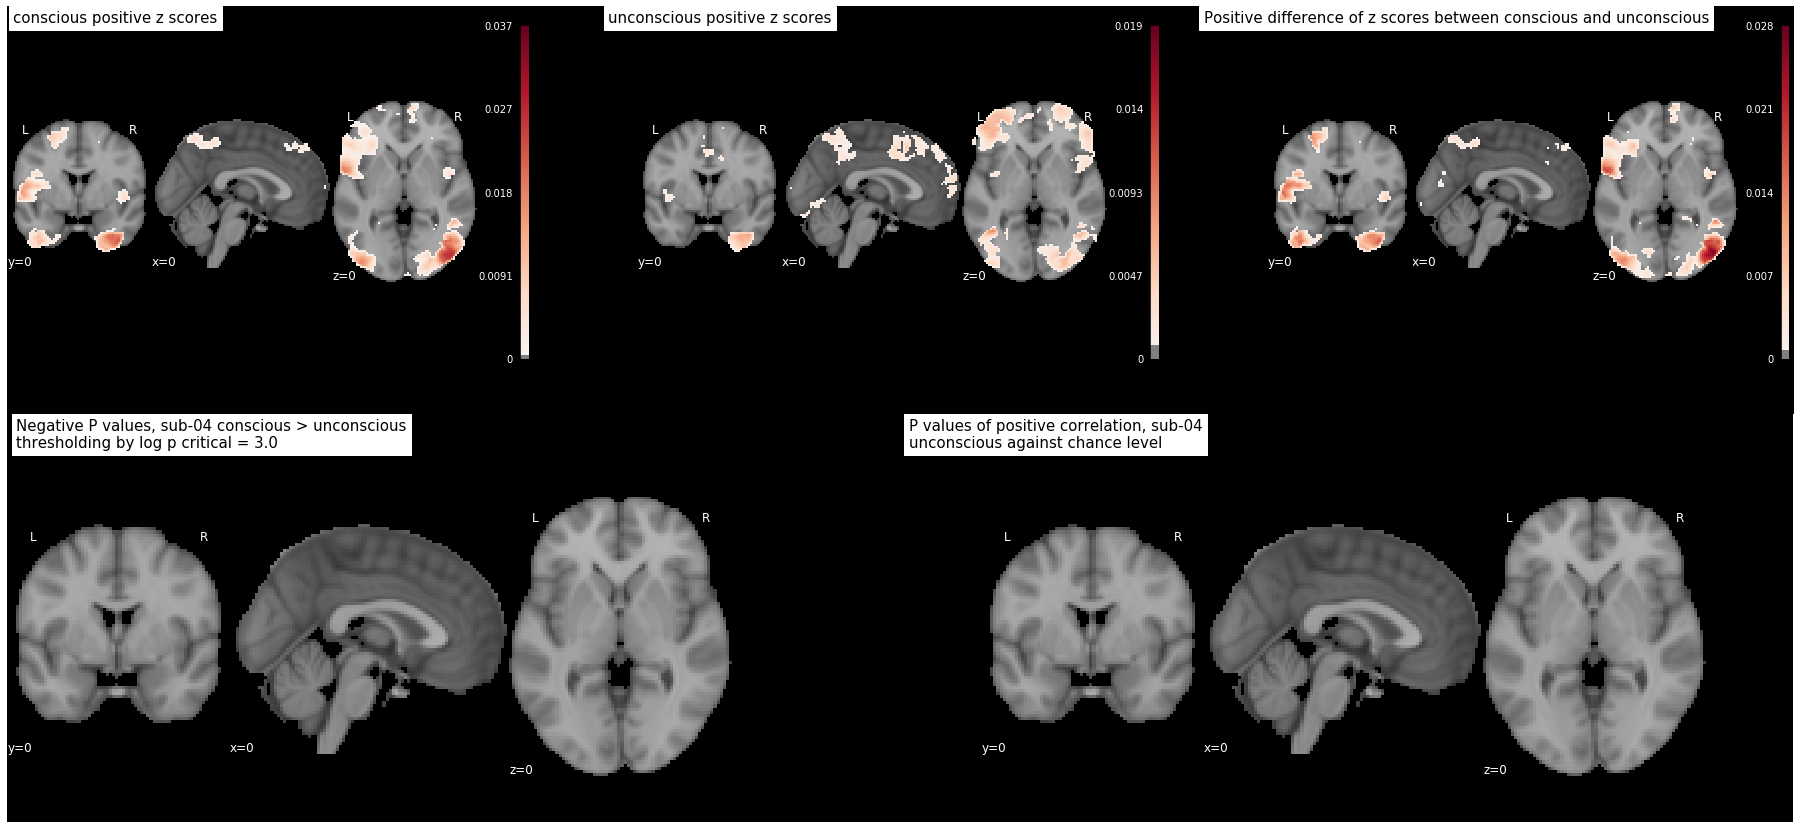 conscious positive z scores
unconscious positive z scores
Positive difference of z scores between conscious and unconscious
0.037
0.027
0.018
0.0091
0
L
R
L
R
y=0
x=0
z=0
0.019
0.014
0.0093
0.0047
0
L
R
L
R
y=0
x=0
z=0
0.028
0.021
0.014
0.007
0
L
R
L
R
y=0
x=0
z=0
Negative P values, sub-04 conscious > unconscious
thresholding by log p critical = 3.0
L
R
L
R
y=0
x=0
z=0
P values of positive correlation, sub-04
unconscious against chance level
L
R
L
R
y=0
x=0
z=0